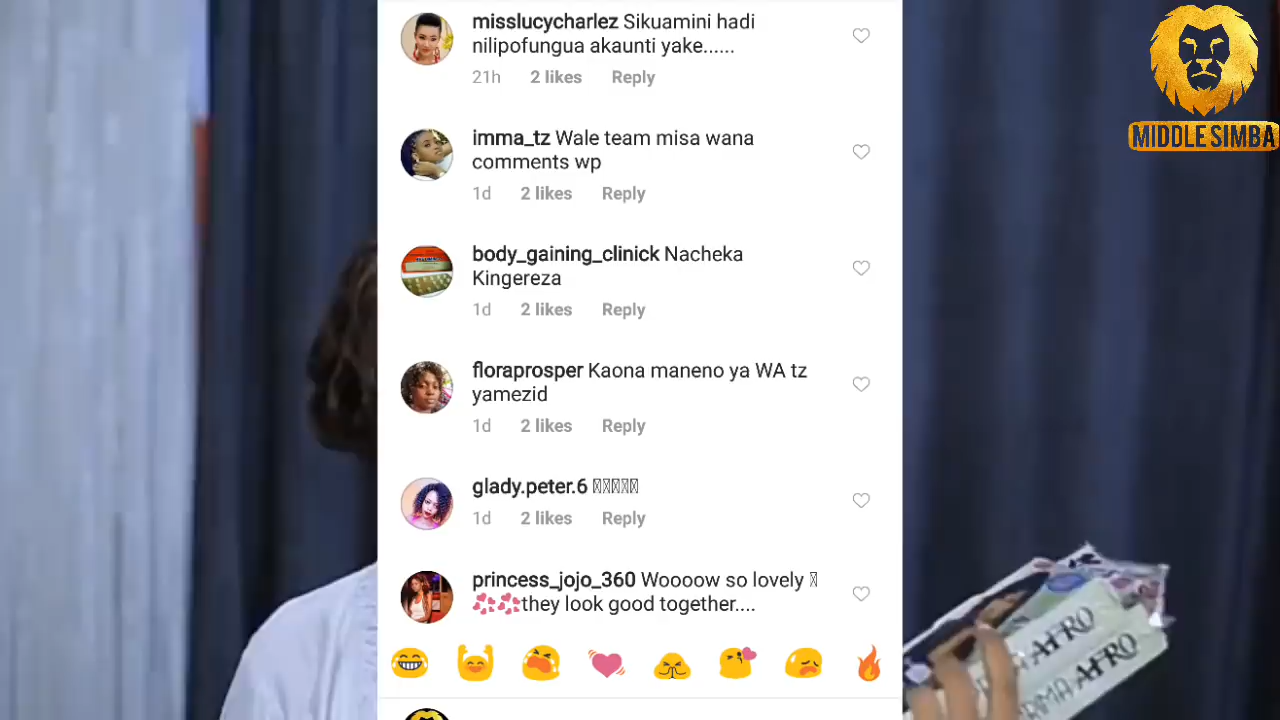 misslucycharlez Sikuamini hadi
nilipofungua akaunti yake......
21h 2 likes Reply
imma_tz Wale team misa wana
comments wp
1d 2 likes Reply
body_gaining_clinick Nacheka
Kingereza
1d 2 likes Reply
floraprosper Kaona maneno ya WA tz
yamezid
1d 2 likes Reply
glady.peter.6
1d 2 likes Reply
princess_jojo_360 Woooow so lovely
💞💞they look good together....
😂🙌😭💓🙏😘😥🔥
MIDDLE SIMBA
AFRO
AFRO